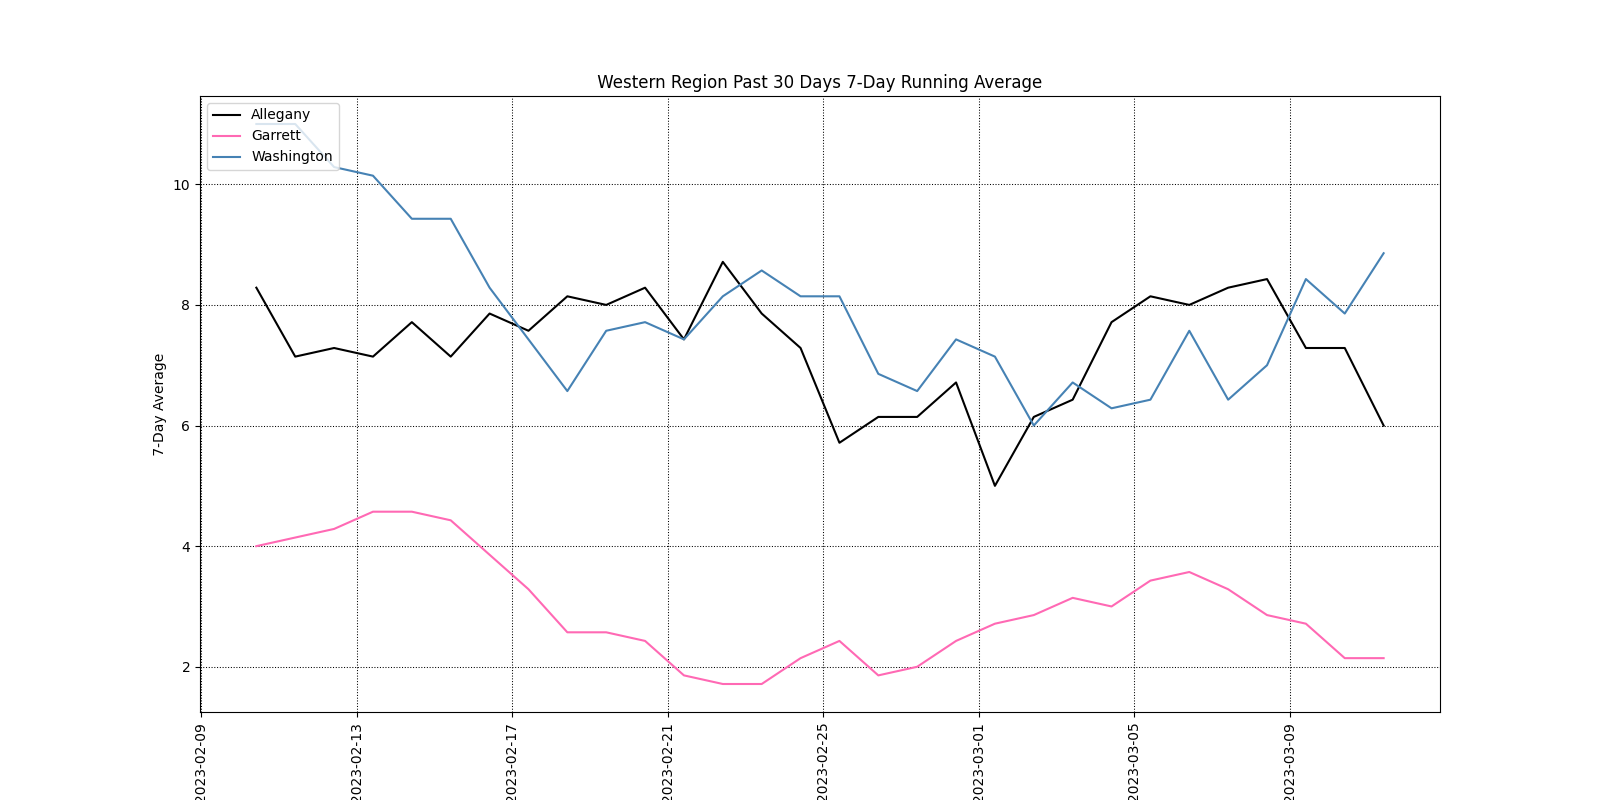 Western Region Past 30 Days 7-Day Running Average
Allegany
Garrett
Washington
7-Day Average
10
8
6
4
2
2023-02-09
2023-02-13
2023-02-17
2023-02-21
2023-02-25
2023-03-01
2023-03-05
2023-03-09